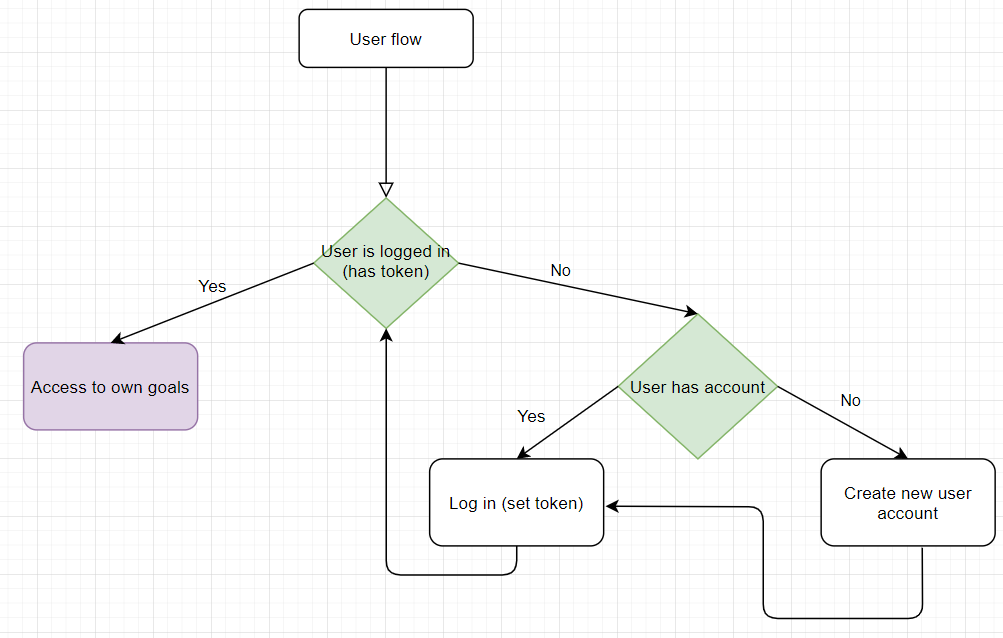 User flow
User is logged in
(has token)
Yes
No
Access to own goals
User has account
Yes
No
Log in (set token)
Create new user
account